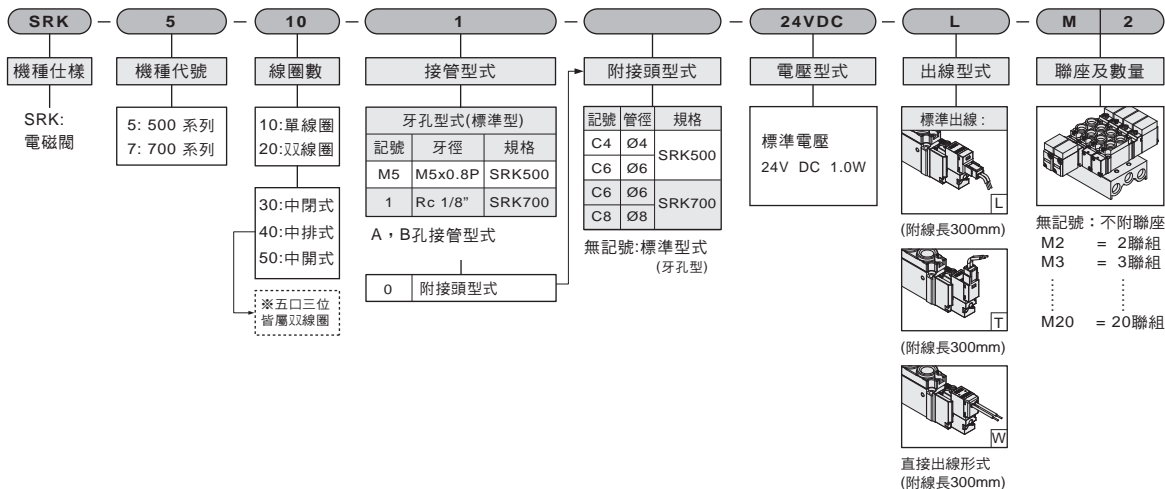 SRK — 5 — 10 — 1 — — 24VDC — L — M 2
機種仕樣
SRK:
電磁閥
機種代號
5: 500 系列
7: 700 系列
線圈數
10:單線圈
20:双線圈
30:中閉式
40:中排式
50:中開式
※五口三位
皆屬双線圈
接管型式
牙孔型式(標準型)
記號 牙徑 規格
M5 M5x0.8P SRK500
1 Rc 1/8” SRK700
A，B孔接管型式
0 附接頭型式
附接頭型式
記號 管徑 規格
C4 Ø4 SRK500
C6 Ø6
C6 Ø6 SRK700
C8 Ø8
無記號:標準型式
(牙孔型)
電壓型式
標準電壓
24V DC 1.0W
出線型式
標準出線:
L
(附線長300mm)
T
(附線長300mm)
W
直接出線形式
(附線長300mm)
聯座及數量
無記號：不附聯座
M2 = 2聯組
M3 = 3聯組
⋮ ⋮
M20 = 20聯組